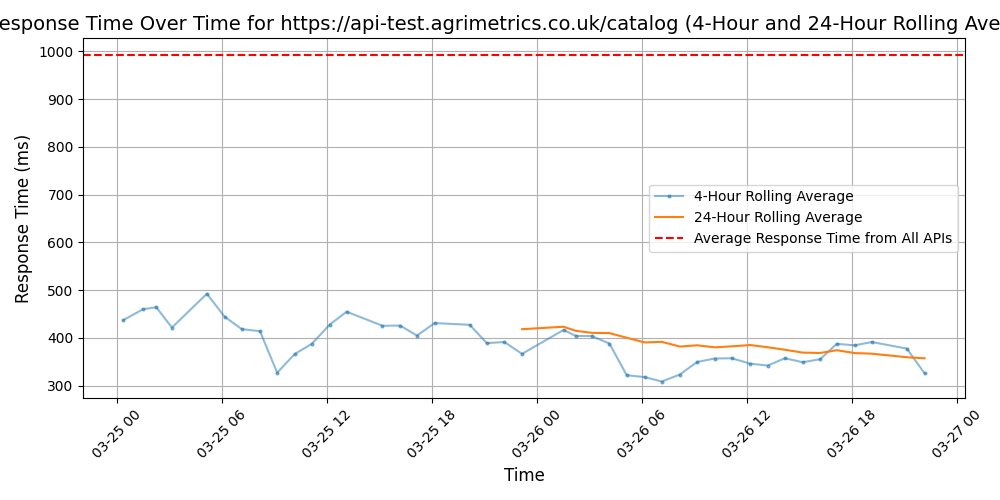 esponse Time Over Time for https://api-test.agrimetrics.co.uk/catalog (4-Hour and 24-Hour Rolling Ave
Response Time (ms)
1000
900
800
700
600
500
400
300
4-Hour Rolling Average
24-Hour Rolling Average
Average Response Time from All APIs
03-25 00
03-25 06
03-25 12
03-25 18
03-26 00
03-26 06
03-26 12
03-26 18
03-27 00
Time